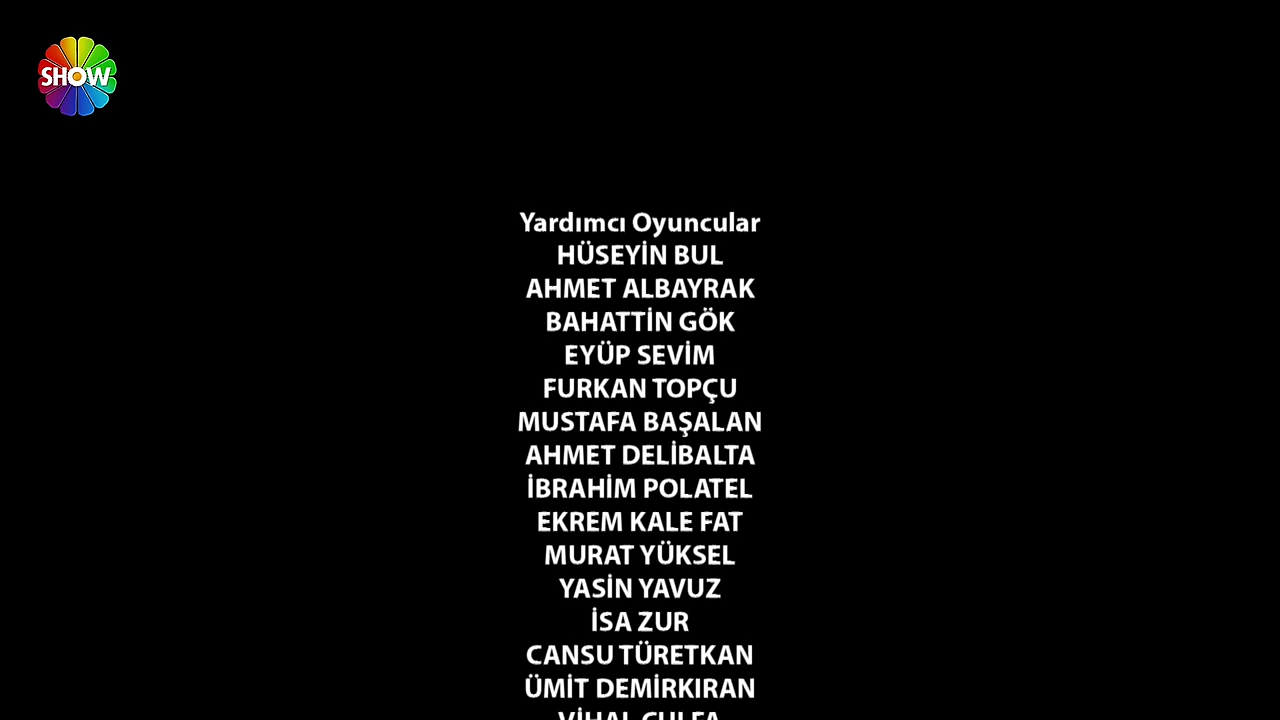 SHOW
Yardımcı Oyuncular
HÜSEYİN BUL
AHMET ALBAYRAK
BAHATTİN GÖK
EYÜP SEVİM
FURKAN TOPÇU
MUSTAFA BAŞALAN
AHMET DELİBALTA
İBRAHİM POLATEL
EKREM KALE FAT
MURAT YÜKSEL
YASİN YAVUZ
İSA ZUR
CANSU TÜRETKAN
ÜMİT DEMİRKIRAN